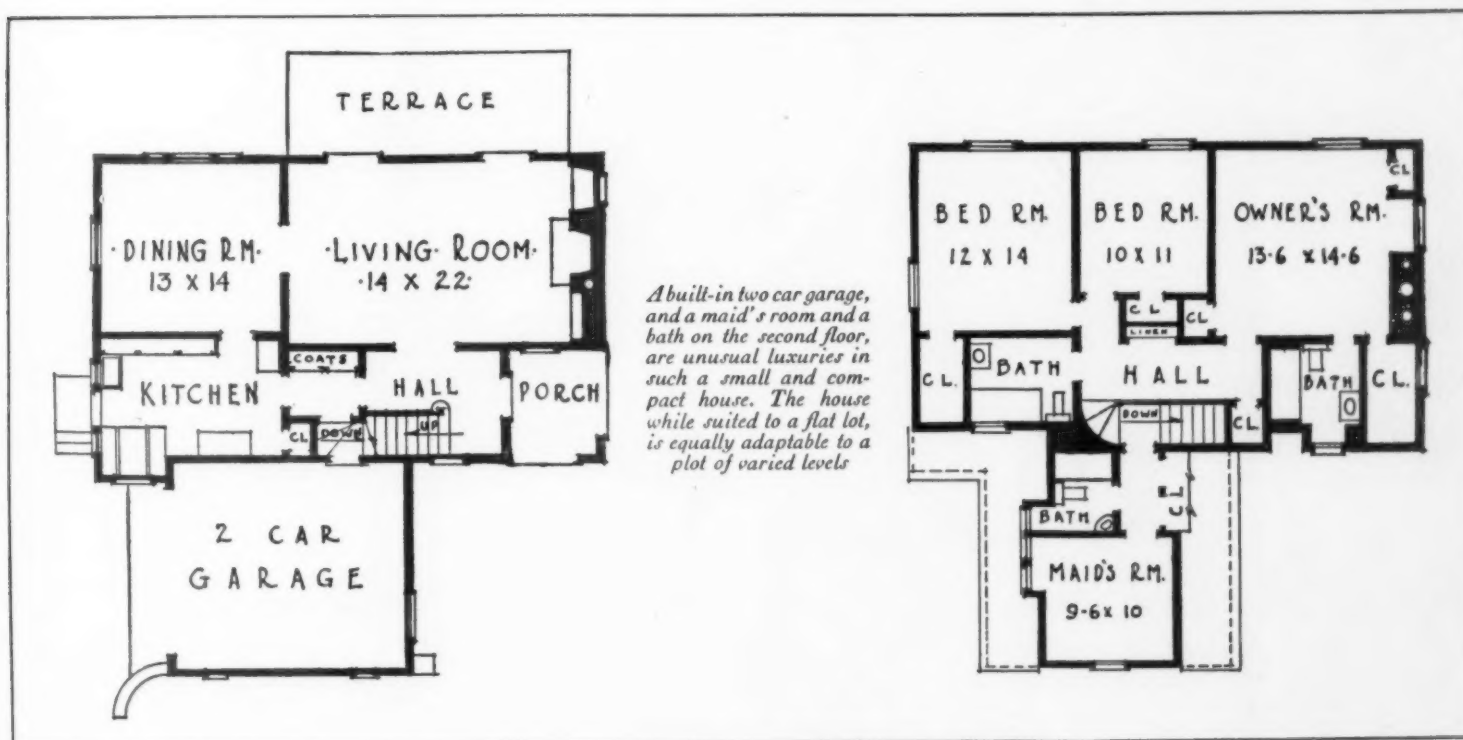 TERRACE
·DINING RM·
13 X 14
·LIVING· ROOM·
·14 X 22·
COATS
KITCHEN
HALL
PORCH
CL
DOWN
UP
2 CAR
GARAGE
A built-in two car garage,
and a maid's room and a
bath on the second floor,
are unusual luxuries in
such a small and com-
pact house. The house
while suited to a flat lot,
is equally adaptable to a
plot of varied levels
BED RM.
12 X 14
BED RM.
10 X 11
OWNER'S RM.
13-6 X 14-6
CL
CL
CL
LINEN
CL.
BATH
HALL
BATH
CL.
DOWN
CL.
BATH
CL
MAID'S RM.
9-6 X 10